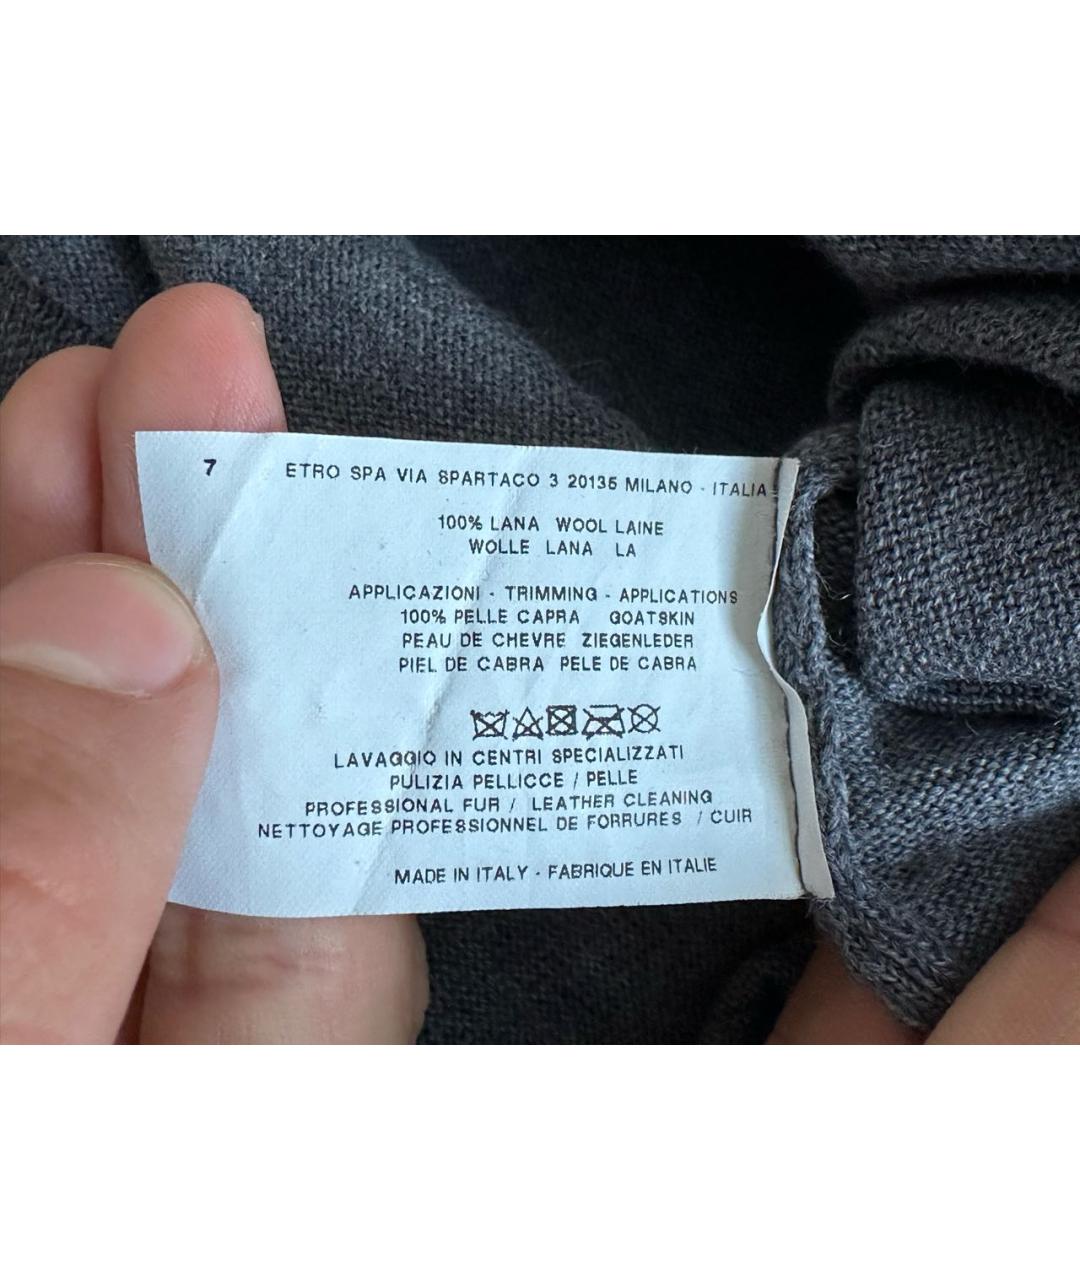 7 ETRO SPA VIA SPARTACO 3 20135 MILANO - ITALIA
100% LANA WOOL LAINE
WOLLE LANA LA
APPLICAZIONI - TRIMMING - APPLICATIONS
100% PELLE CAPRA GOATSKIN
PEAU DE CHEVRE ZIEGENLEDER
PIEL DE CABRA PELE DE CABRA
LAVAGGIO IN CENTRI SPECIALIZZATI
PULIZIA PELLICCE / PELLE
PROFESSIONAL FUR / LEATHER CLEANING
NETTOYAGE PROFESSIONNEL DE FORRURES / CUIR
MADE IN ITALY - FABRIQUE EN ITALIE